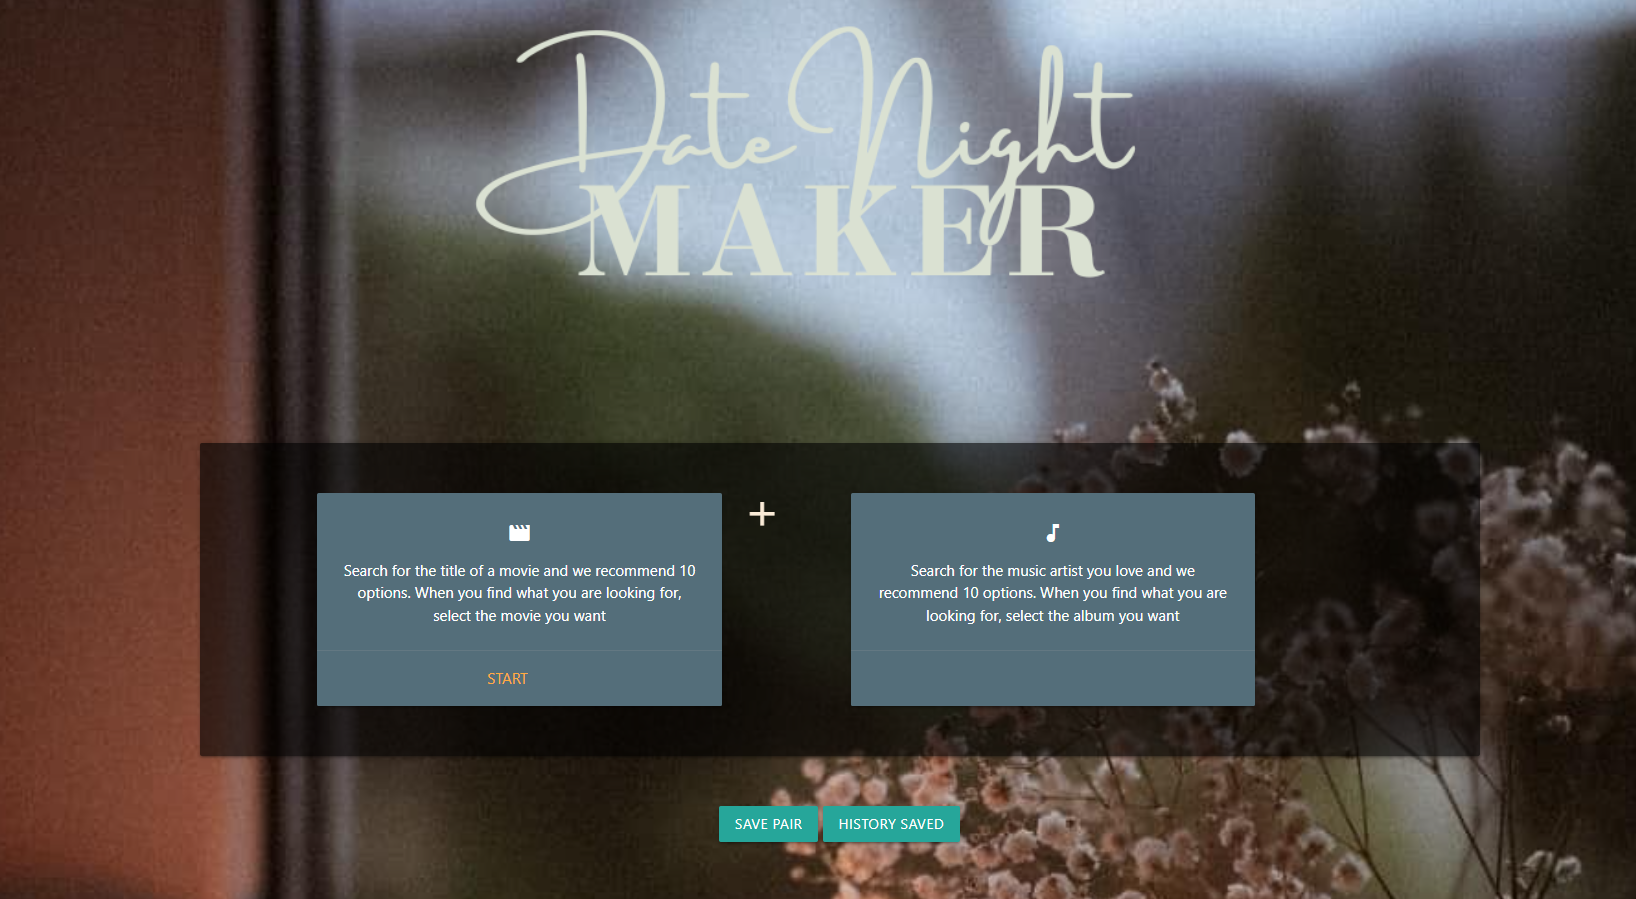 Date Night
MAKER
+
Search for the title of a movie and we recommend 10
options. When you find what you are looking for,
select the movie you want
START
Search for the music artist you love and we
recommend 10 options. When you find what you are
looking for, select the album you want
SAVE PAIR
HISTORY SAVED